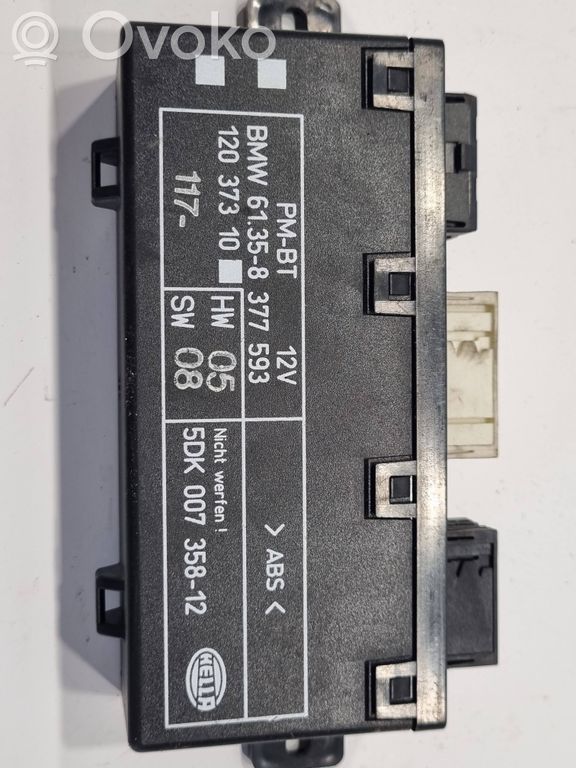 Ovoko
PM-BT 12V
BMW 61.35-8 377 593
120 373 10
117-
HW 05
SW 08
> ABS <
Nicht werfen !
5DK 007 358-12
HELLA